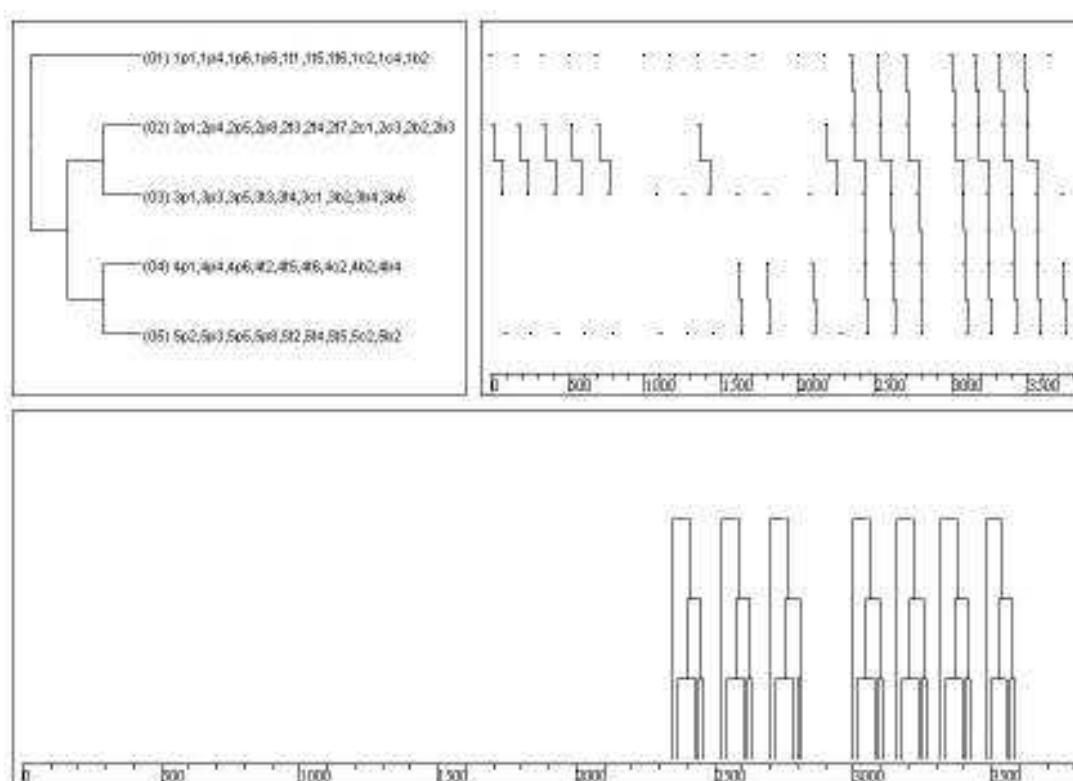 (01) 1p1,1p4,1p6,1p8,1f1,1f5,1f6,1c2,1c4,1b2
(02) 2p1,2p4,2p5,2p8,2f3,2f4,2f7,2c1,2c3,2b2,2b3
(03) 3p1,3p3,3p5,3f3,3f4,3c1,3b2,3b4,3b6
(04) 4p1,4p4,4p6,4f2,4f5,4f6,4c2,4b2,4b4
(05) 5p2,5p3,5p6,5p8,5f2,5f4,5f5,5c2,5b2
0 500 1000 1500 2000 2500 3000 3500
0 500 1000 1500 2000 2500 3000 3500